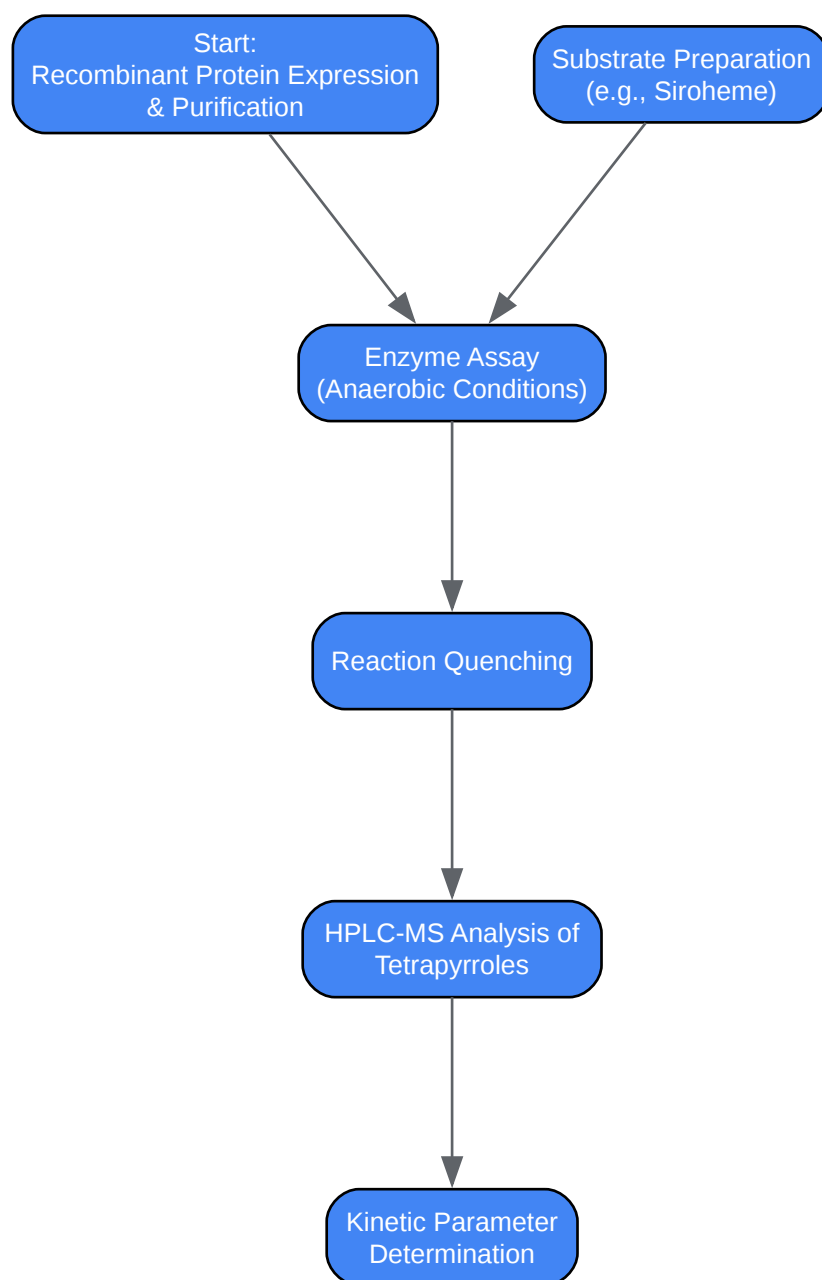 Start:
Recombinant Protein Expression
& Purification
Substrate Preparation
(e.g., Siroheme)
Enzyme Assay
(Anaerobic Conditions)
Reaction Quenching
HPLC-MS Analysis of
Tetrapyrroles
Kinetic Parameter
Determination